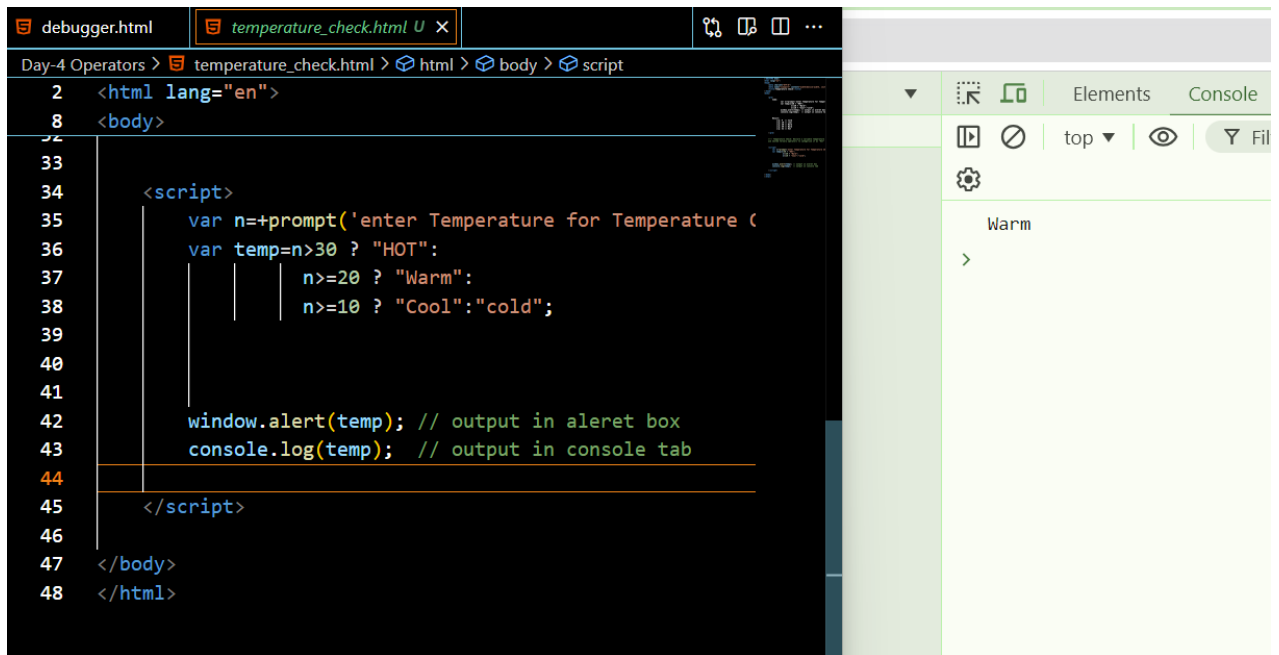 debugger.html
temperature_check.html U
Day-4 Operators > temperature_check.html > html > body > script
2 <html lang="en">
8 <body>
33
34 <script>
35 var n=+prompt('enter Temperature for Temperature
36 var temp=n>30 ? "HOT":
37 n>=20 ? "Warm":
38 n>=10 ? "Cool":"cold";
39
40
41
42 window.alert(temp); // output in aleret box
43 console.log(temp); // output in console tab
44
45 </script>
46
47 </body>
48 </html>
Elements Console
top
Fil
Warm
>